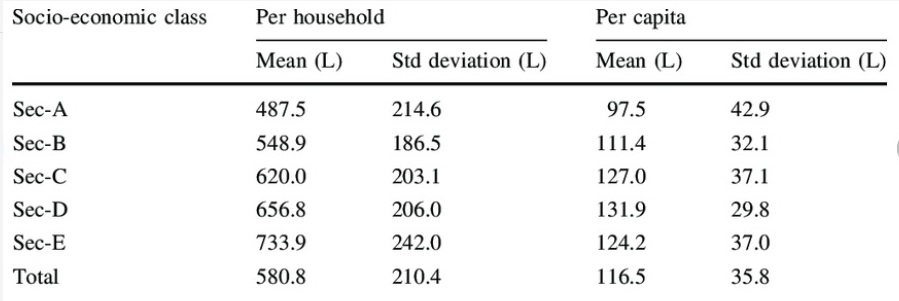 Socio-economic class Per household Per capita
Mean (L) Std deviation (L) Mean (L) Std deviation (L)
Sec-A 487.5 214.6 97.5 42.9
Sec-B 548.9 186.5 111.4 32.1
Sec-C 620.0 203.1 127.0 37.1
Sec-D 656.8 206.0 131.9 29.8
Sec-E 733.9 242.0 124.2 37.0
Total 580.8 210.4 116.5 35.8